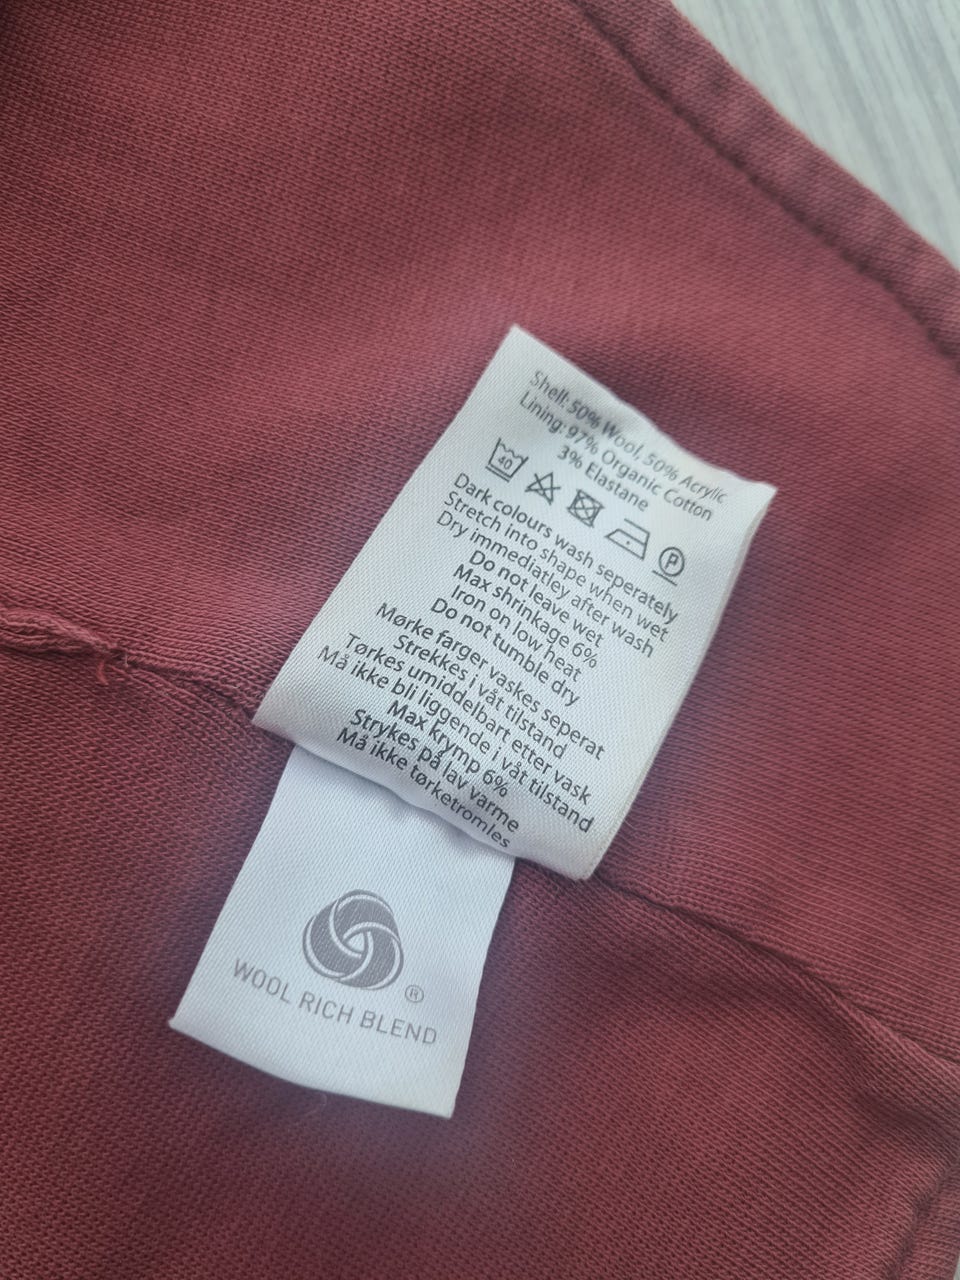 Shell: 50% Wool, 50% Acrylic
Lining: 97% Organic Cotton
3% Elastane
40
P
Dark colours wash seperately
Stretch into shape when wet
Dry immediatley after wash
Do not leave wet
Max shrinkage 6%
Iron on low heat
Do not tumble dry
Mørke farger vaskes seperat
Strekkes i våt tilstand
Tørkes umiddelbart etter vask
Må ikke bli liggende i våt tilstand
Max krymp 6%
Strykes på lav varme
Må ikke tørketromles
®
WOOL RICH BLEND